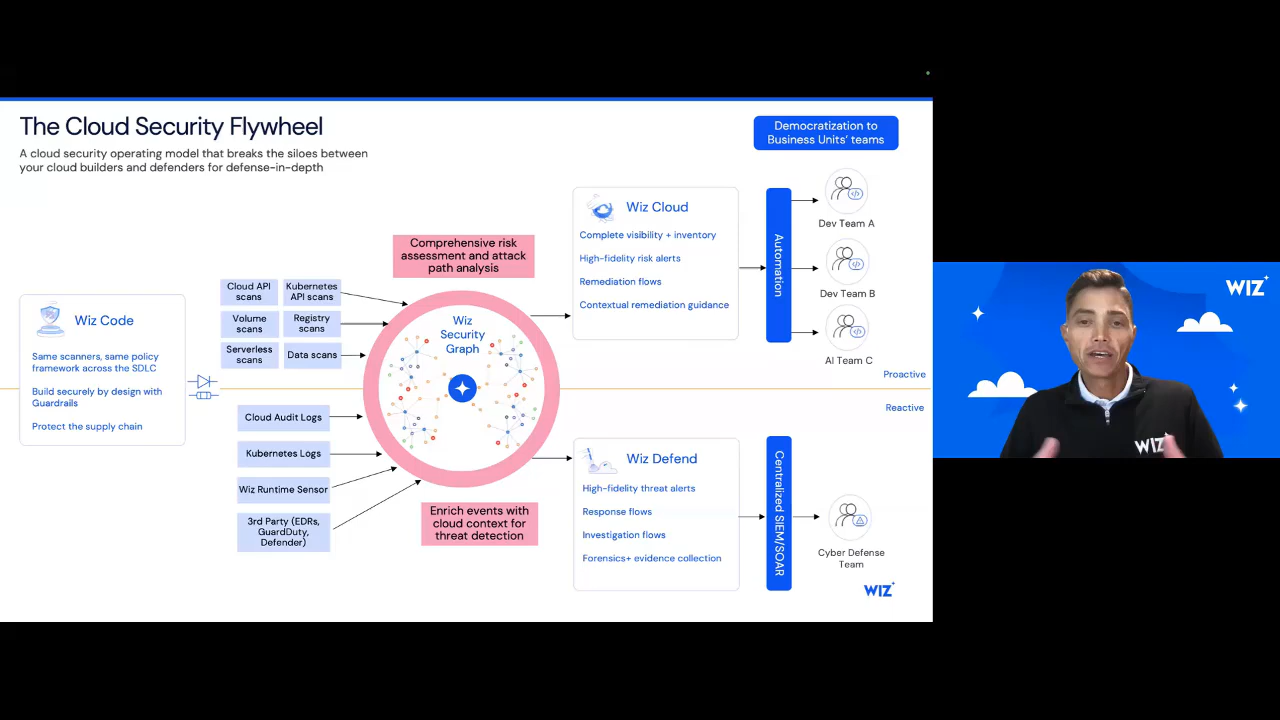 The Cloud Security Flywheel
A cloud security operating model that breaks the siloes between
your cloud builders and defenders for defense-in-depth
Democratization to
Business Units' teams
Wiz Code
Same scanners, same policy
framework across the SDLC
Build securely by design with
Guardrails
Protect the supply chain
Cloud API
scans
Kubernetes
API scans
Volume
scans
Registry
scans
Serverless
scans
Data scans
Cloud Audit Logs
Kubernetes Logs
Wiz Runtime Sensor
3rd Party (EDRs,
GuardDuty,
Defender)
Comprehensive risk
assessment and attack
path analysis
Wiz
Security
Graph
Enrich events with
cloud context for
threat detection
Wiz Cloud
Complete visibility + inventory
High-fidelity risk alerts
Remediation flows
Contextual remediation guidance
Automation
Dev Team A
Dev Team B
AI Team C
Proactive
Reactive
Wiz Defend
High-fidelity threat alerts
Response flows
Investigation flows
Forensics+ evidence collection
Centralized SIEM/SOAR
Cyber Defense
Team
WIZ
WIZ
WIZ